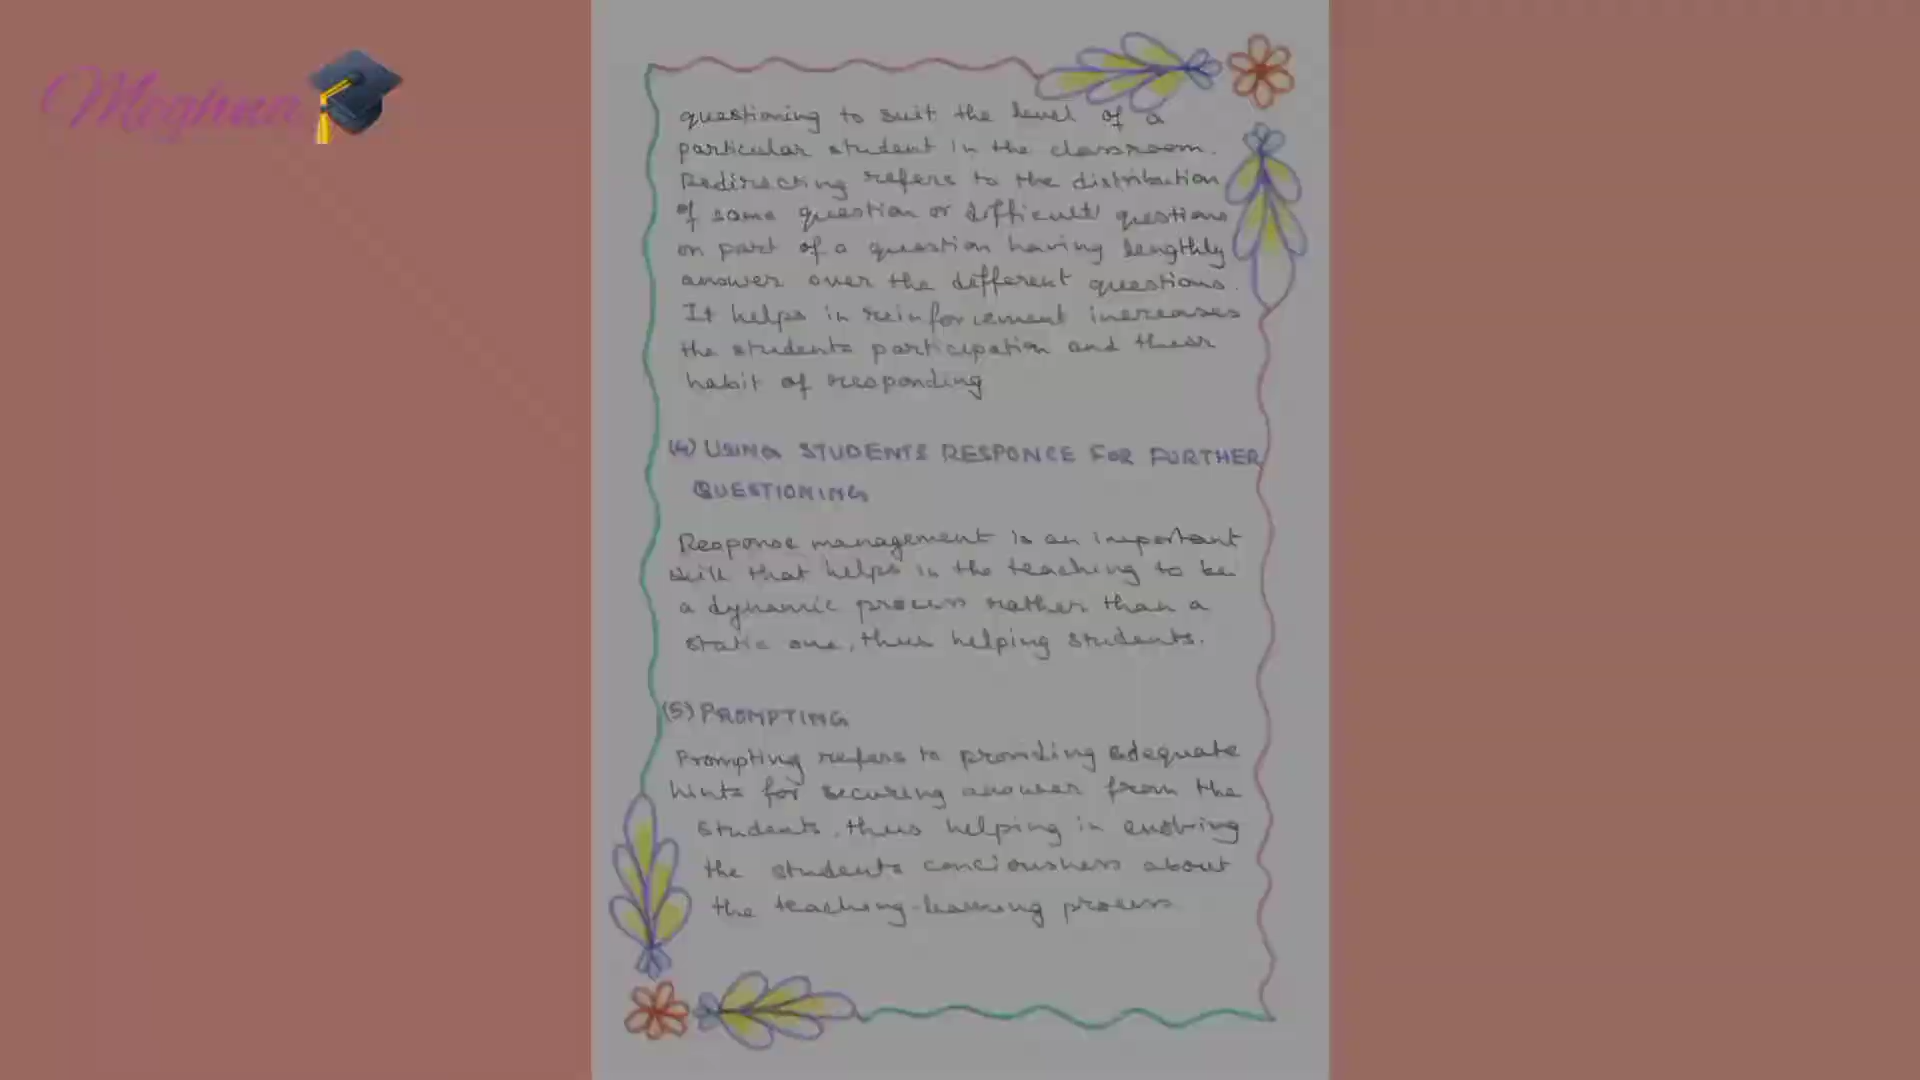 Meghna
questioning to suit the level of a
particular student in the classroom.
Redirecting refers to the distribution
of same question or difficult questions
on part of a question having lengthly
answer over the different questions.
It helps in reinforcement increases
the students participation and their
habit of responding
(4) USING STUDENTS RESPONCE FOR FURTHER
QUESTIONING
Response management is an important
skill that helps in the teaching to be
a dynamic process rather than a
static one, thus helping students.
(5) PROMPTING
Prompting refers to providing adequate
hints for securing answer from the
students, thus helping in
the students conciousness about
the teaching-learning process